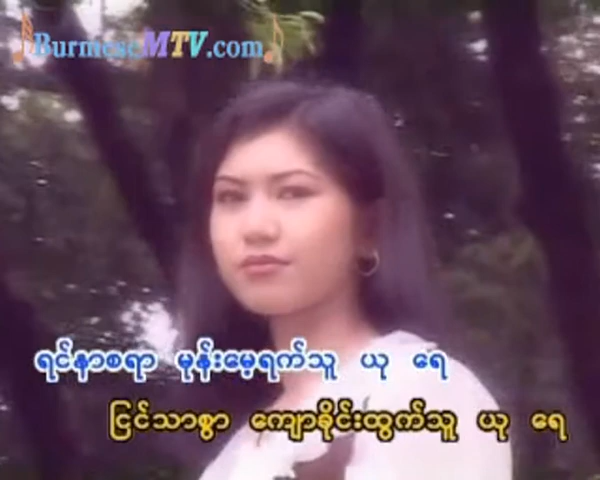 BurmeseMTV.com
ရင်နာစရာ မုန်းမေ့ရက်သူ ယု ရေ
ငြင်သာစွာ ကျောခိုင်းထွက်သူ ယု ရေ